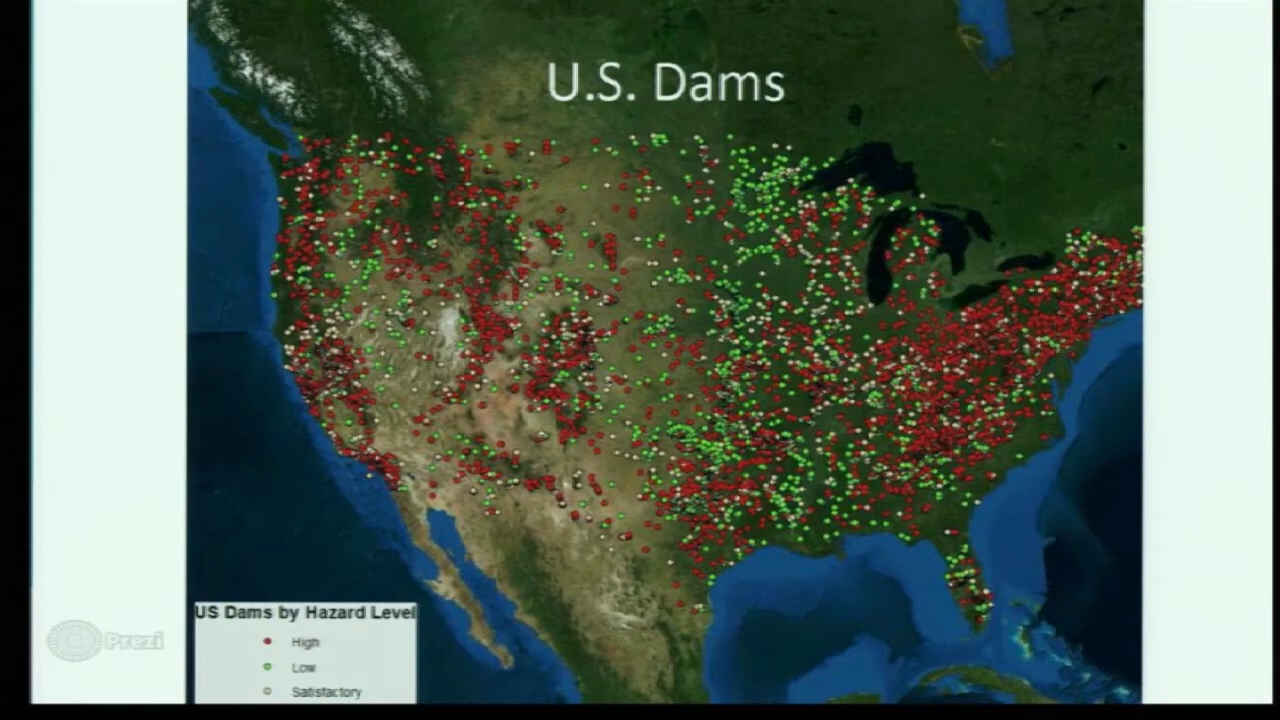 U.S. Dams
US Dams by Hazard Level
High
Low
Satisfactory
Prezi